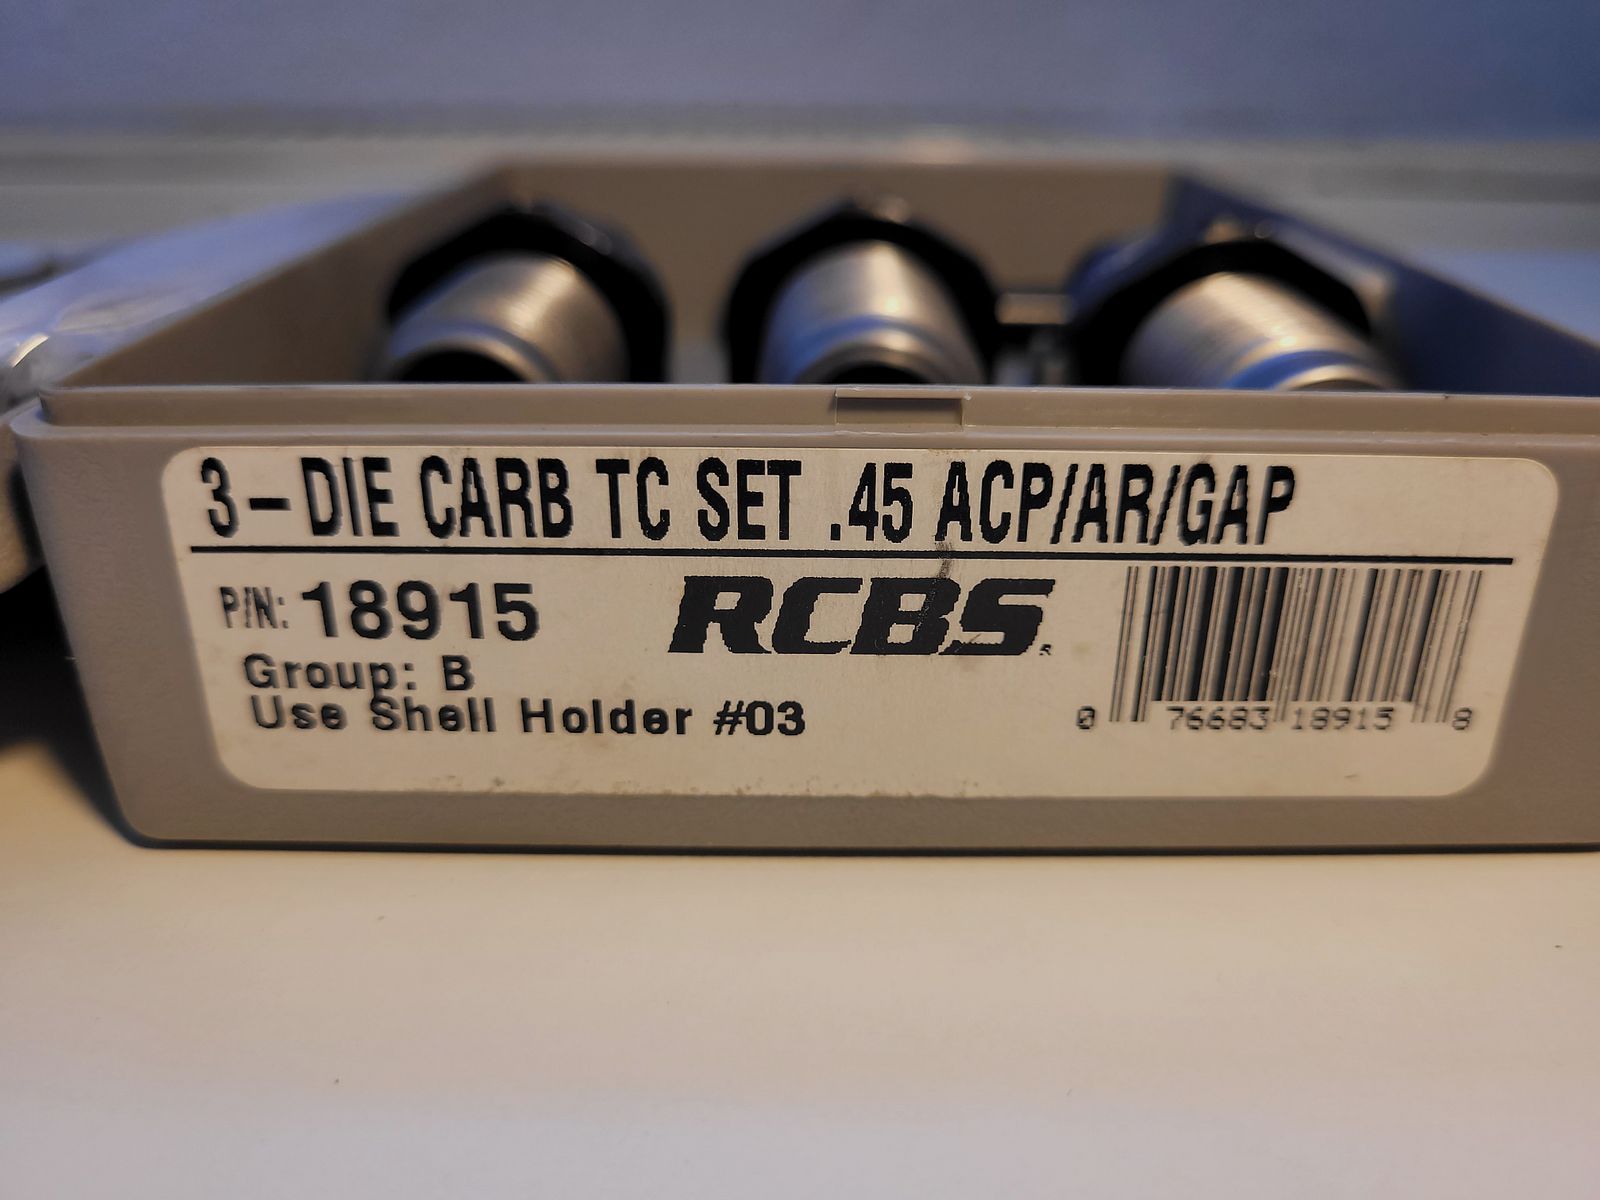 3-DIE CARB TC SET .45 ACP/AR/GAP
P/N: 18915
RCBS®
Group: B
Use Shell Holder #03
0 76683 18915 8